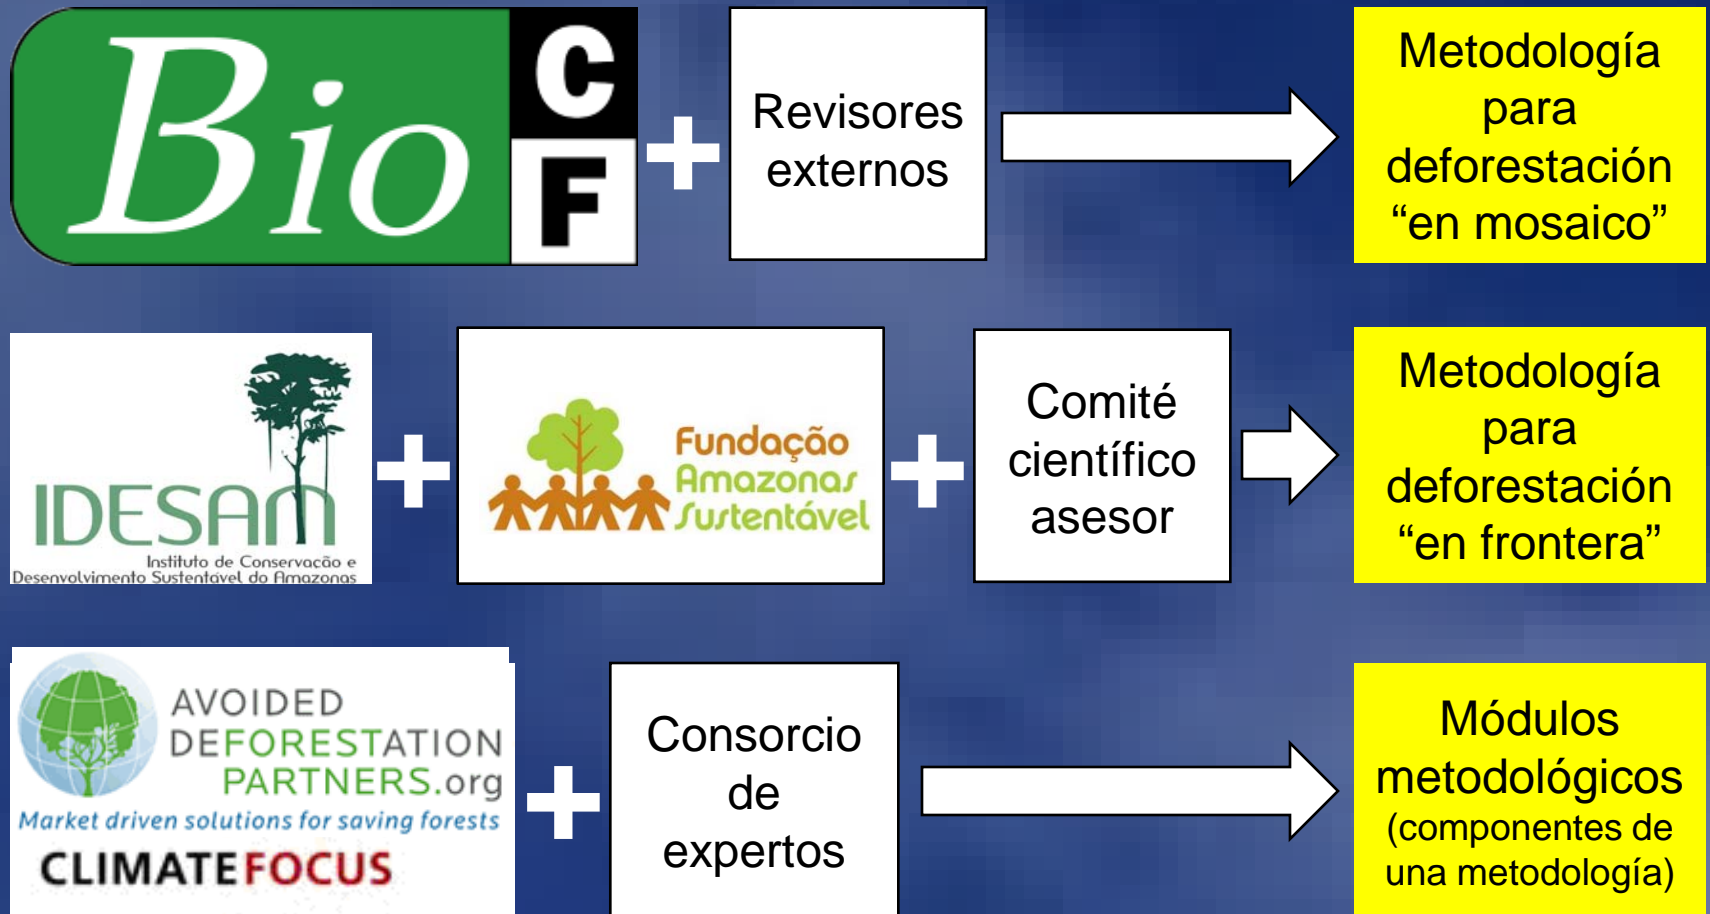 Bio
C
F
+
Revisores
externos
Metodología
para
deforestación
“en mosaico”
IDESAM
Instituto de Conservação e
Desenvolvimento Sustentável do Amazonas
+
Fundação
Amazonas
Sustentável
+
Comité
científico
asesor
Metodología
para
deforestación
“en frontera”
AVOIDED
DEFORESTATION
PARTNERS.org
Market driven solutions for saving forests
CLIMATE FOCUS
+
Consorcio
de
expertos
Módulos
metodológicos
(componentes de
una metodología)